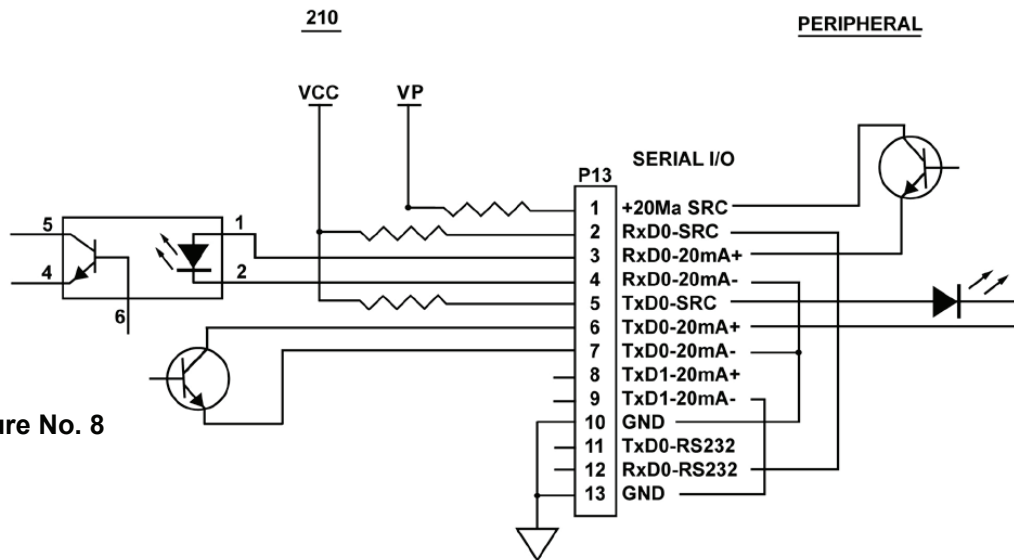 210
PERIPHERAL
VCC
VP
SERIAL I/O
P13
1 +20Ma SRC
2 RxD0-SRC
3 RxD0-20mA+
4 RxD0-20mA-
5 TxD0-SRC
6 TxD0-20mA+
7 TxD0-20mA-
8 TxD1-20mA+
9 TxD1-20mA-
10 GND
11 TxD0-RS232
12 RxD0-RS232
13 GND
5
1
4
2
6
ure No. 8